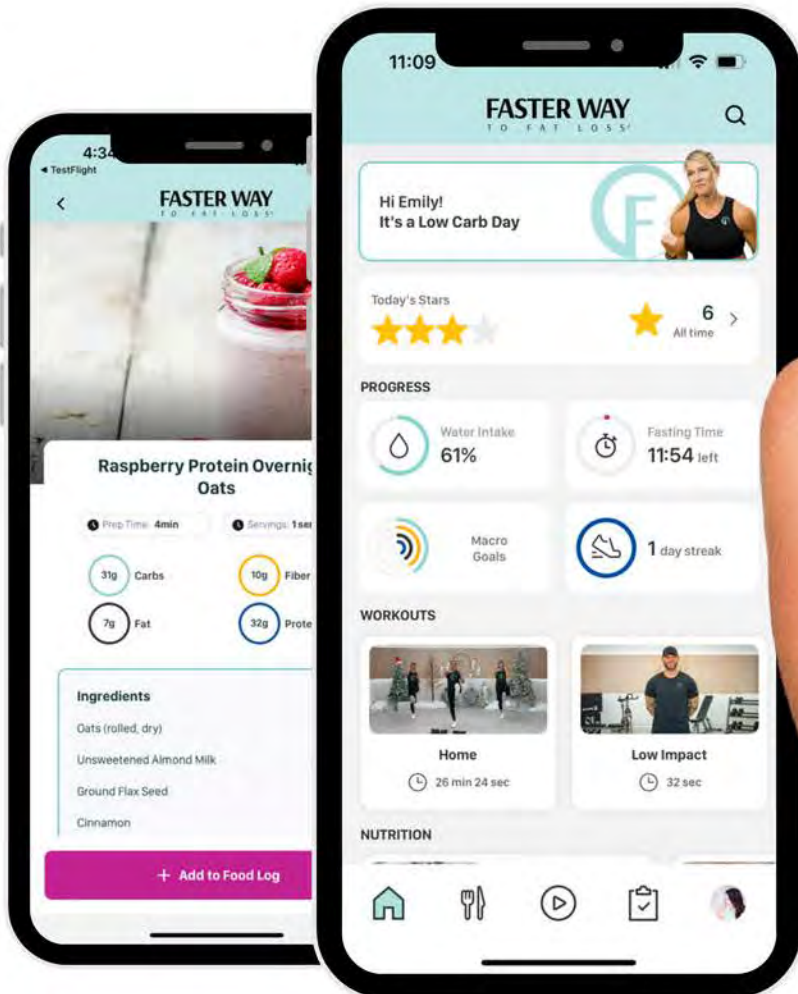 4:34
TestFlight
FASTER WAY
TO FAT LOSS
Raspberry Protein Overnig
Oats
Prep Time: 4min
Servings: 1 ser
31g Carbs
10g Fiber
7g Fat
32g Prote
Ingredients
Oats (rolled, dry)
Unsweetened Almond Milk
Ground Flax Seed
Cinnamon
+ Add to Food Log
11:09
FASTER WAY
TO FAT LOSS
Hi Emily!
It's a Low Carb Day
F
Today's Stars
6
All time
PROGRESS
Water Intake
61%
Fasting Time
11:54 left
Macro
Goals
1 day streak
WORKOUTS
Home
26 min 24 sec
Low Impact
32 sec
NUTRITION